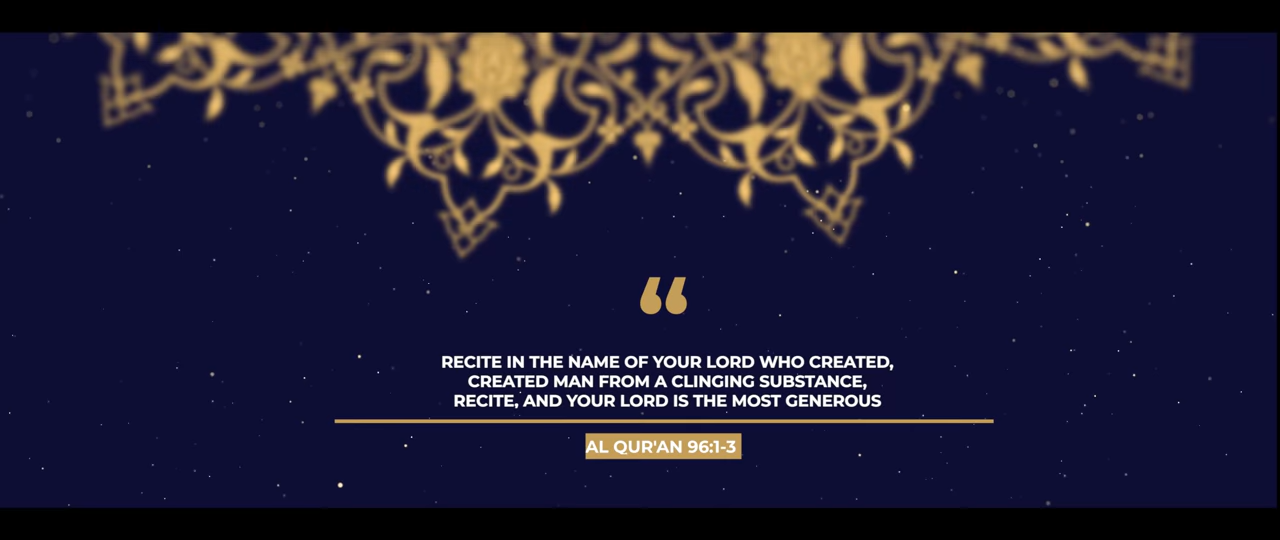 “
RECITE IN THE NAME OF YOUR LORD WHO CREATED,
CREATED MAN FROM A CLINGING SUBSTANCE,
RECITE, AND YOUR LORD IS THE MOST GENEROUS
AL QUR'AN 96:1-3